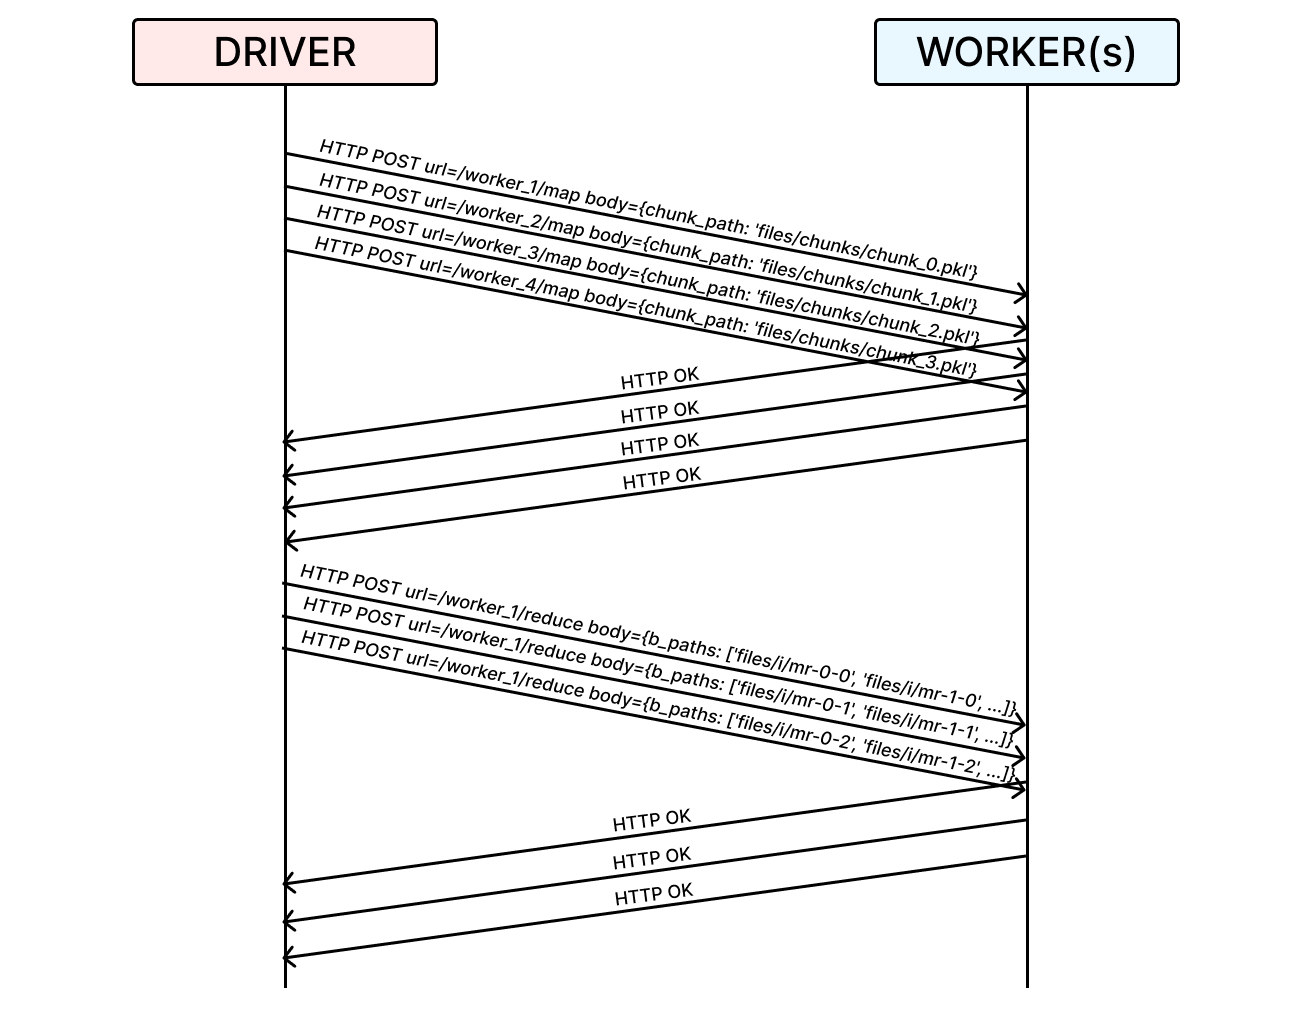 DRIVER
WORKER(s)
HTTP POST url=/worker_1/map body={chunk_path: 'files/chunks/chunk_0.pkl'}
HTTP POST url=/worker_2/map body={chunk_path: 'files/chunks/chunk_1.pkl'}
HTTP POST url=/worker_3/map body={chunk_path: 'files/chunks/chunk_2.pkl'}
HTTP POST url=/worker_4/map body={chunk_path: 'files/chunks/chunk_3.pkl'}
HTTP OK
HTTP OK
HTTP OK
HTTP OK
HTTP POST url=/worker_1/reduce body={b_paths: ['files/i/mr-0-0', 'files/i/mr-1-0', ...]}
HTTP POST url=/worker_1/reduce body={b_paths: ['files/i/mr-0-1', 'files/i/mr-1-1', ...]}
HTTP POST url=/worker_1/reduce body={b_paths: ['files/i/mr-0-2', 'files/i/mr-1-2', ...]}
HTTP OK
HTTP OK
HTTP OK